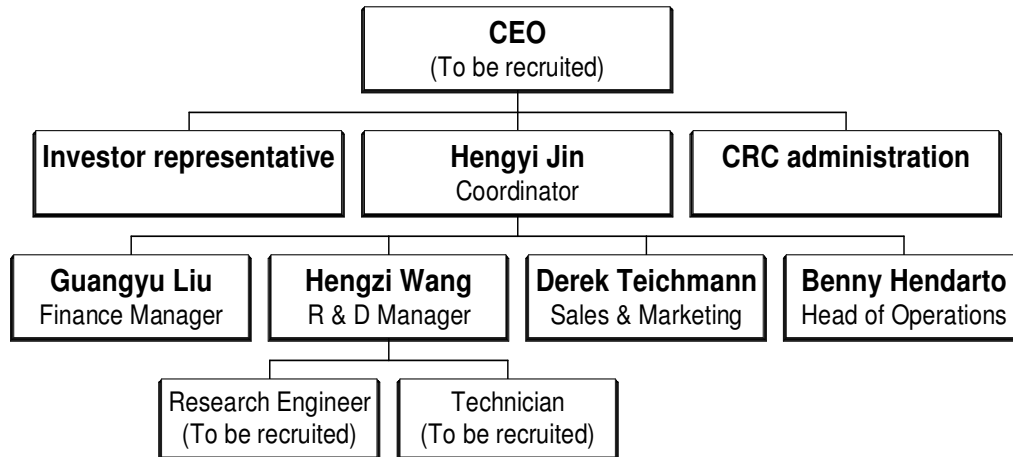 CEO
(To be recruited)
Investor representative
Hengyi Jin
Coordinator
CRC administration
Guangyu Liu
Finance Manager
Hengzi Wang
R & D Manager
Derek Teichmann
Sales & Marketing
Benny Hendarto
Head of Operations
Research Engineer
(To be recruited)
Technician
(To be recruited)